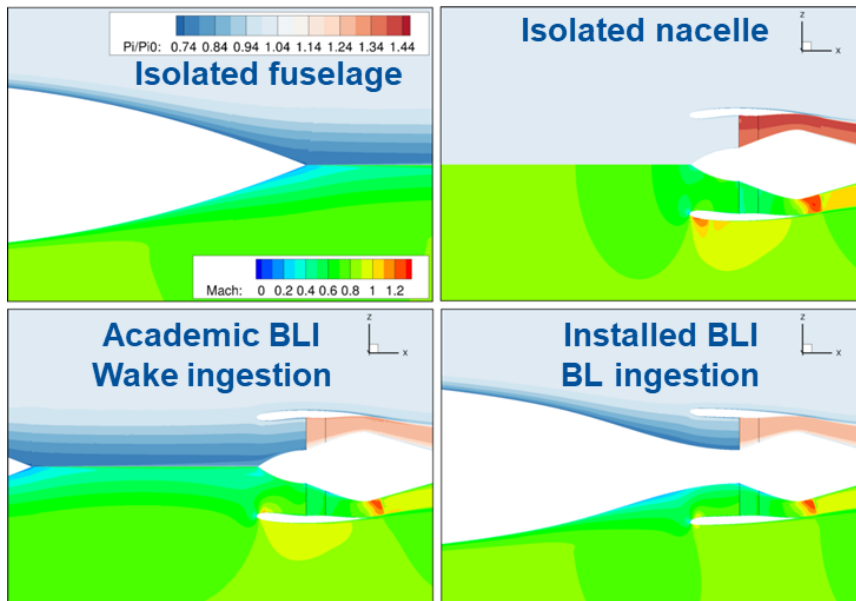 Pi/Pi0: 0.74 0.84 0.94 1.04 1.14 1.24 1.34 1.44
Isolated fuselage
Mach: 0 0.2 0.4 0.6 0.8 1 1.2
Isolated nacelle
z
x
Academic BLI
Wake ingestion
z
x
Installed BLI
BL ingestion
z
x